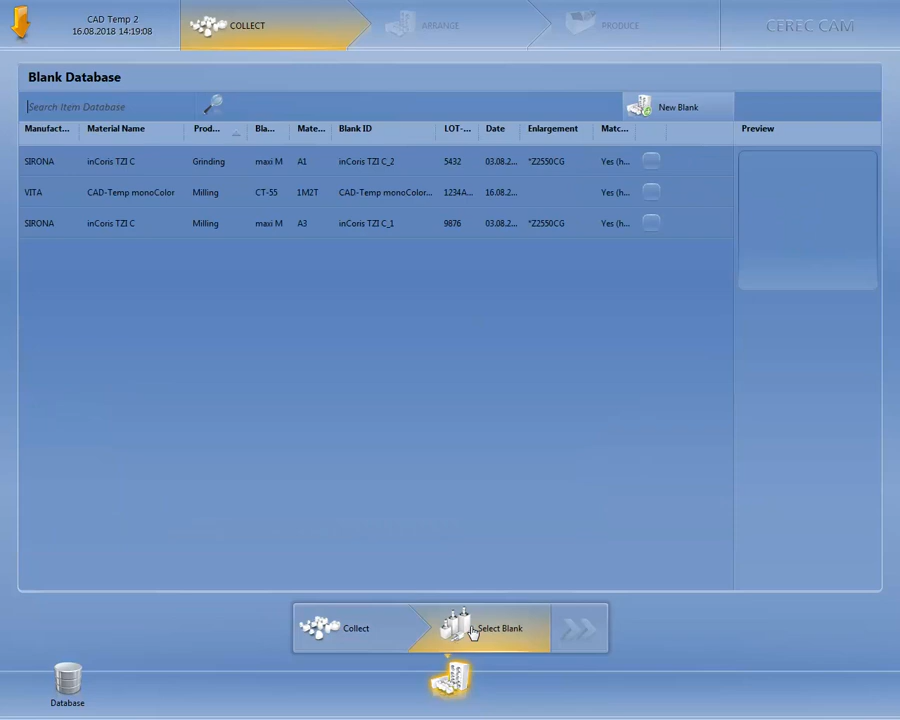 CAD Temp 2
16.08.2018 14:19:08
COLLECT
ARRANGE
PRODUCE
CEREC CAM
Blank Database
Search Item Database
New Blank
Manufact... Material Name Prod... Bla... Mate... Blank ID LOT-... Date Enlargement Matc... Preview
SIRONA inCoris TZI C Grinding maxi M A1 inCoris TZI C_2 5432 03.08.2... *Z2550CG Yes (h...
VITA CAD-Temp monoColor Milling CT-55 1M2T CAD-Temp monoColor... 1234A... 16.08.2... Yes (h...
SIRONA inCoris TZI C Milling maxi M A3 inCoris TZI C_1 9876 03.08.2... *Z2550CG Yes (h...
Collect
Select Blank
Database